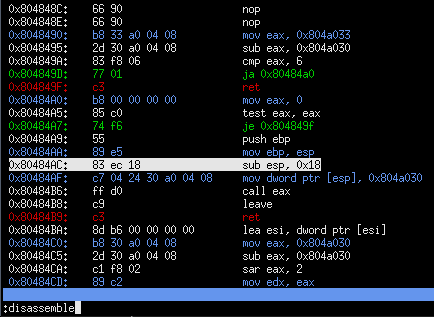 0x804848C: 66 90 nop
0x804848E: 66 90 nop
0x8048490: b8 33 a0 04 08 mov eax, 0x804a033
0x8048495: 2d 30 a0 04 08 sub eax, 0x804a030
0x804849A: 83 f8 06 cmp eax, 6
0x804849D: 77 01 ja 0x80484a0
0x804849F: c3 ret
0x80484A0: b8 00 00 00 00 mov eax, 0
0x80484A5: 85 c0 test eax, eax
0x80484A7: 74 f6 je 0x804849f
0x80484A9: 55 push ebp
0x80484AA: 89 e5 mov ebp, esp
0x80484AC: 83 ec 18 sub esp, 0x18
0x80484AF: c7 04 24 30 a0 04 08 mov dword ptr [esp], 0x804a030
0x80484B6: ff d0 call eax
0x80484B8: c9 leave
0x80484B9: c3 ret
0x80484BA: 8d b6 00 00 00 00 lea esi, dword ptr [esi]
0x80484C0: b8 30 a0 04 08 mov eax, 0x804a030
0x80484C5: 2d 30 a0 04 08 sub eax, 0x804a030
0x80484CA: c1 f8 02 sar eax, 2
0x80484CD: 89 c2 mov edx, eax
:disassemble